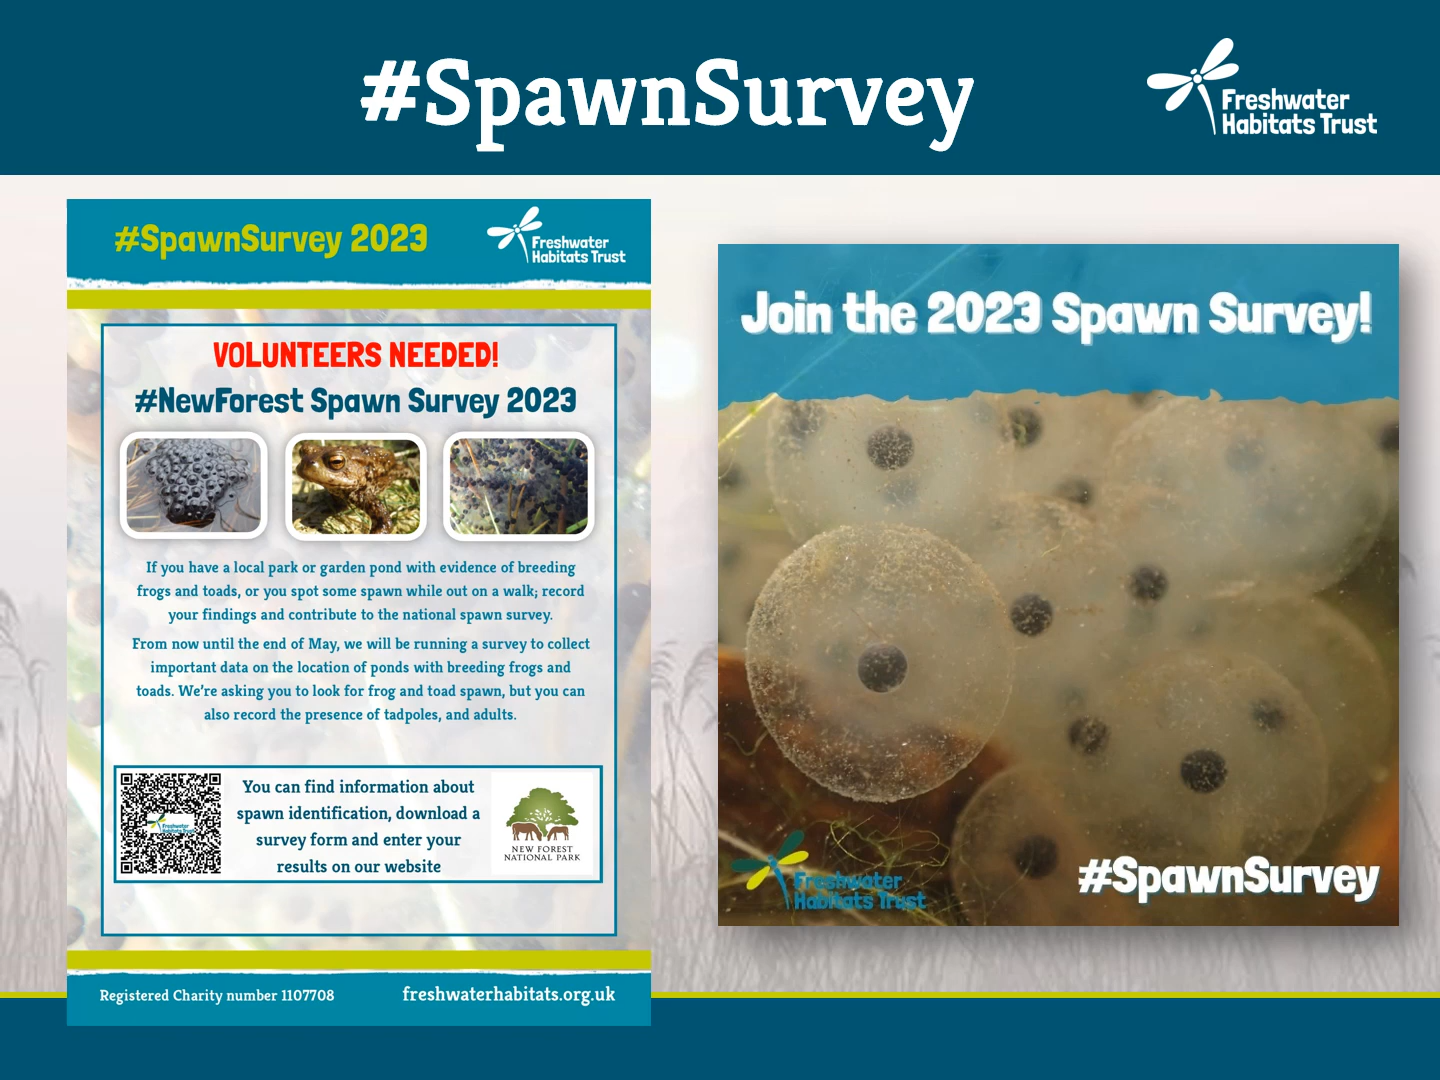 #SpawnSurvey
Freshwater
Habitats Trust
#SpawnSurvey 2023
Freshwater
Habitats Trust
VOLUNTEERS NEEDED!
#NewForest Spawn Survey 2023
If you have a local park or garden pond with evidence of breeding
frogs and toads, or you spot some spawn while out on a walk; record
your findings and contribute to the national spawn survey.
From now until the end of May, we will be running a survey to collect
important data on the location of ponds with breeding frogs and
toads. We're asking you to look for frog and toad spawn, but you can
also record the presence of tadpoles, and adults.
Freshwater
Habitats Trust
You can find information about
spawn identification, download a
survey form and enter your
results on our website
NEW FOREST
NATIONAL PARK
Registered Charity number 1107708
freshwaterhabitats.org.uk
Join the 2023 Spawn Survey!
#SpawnSurvey
Freshwater
Habitats Trust